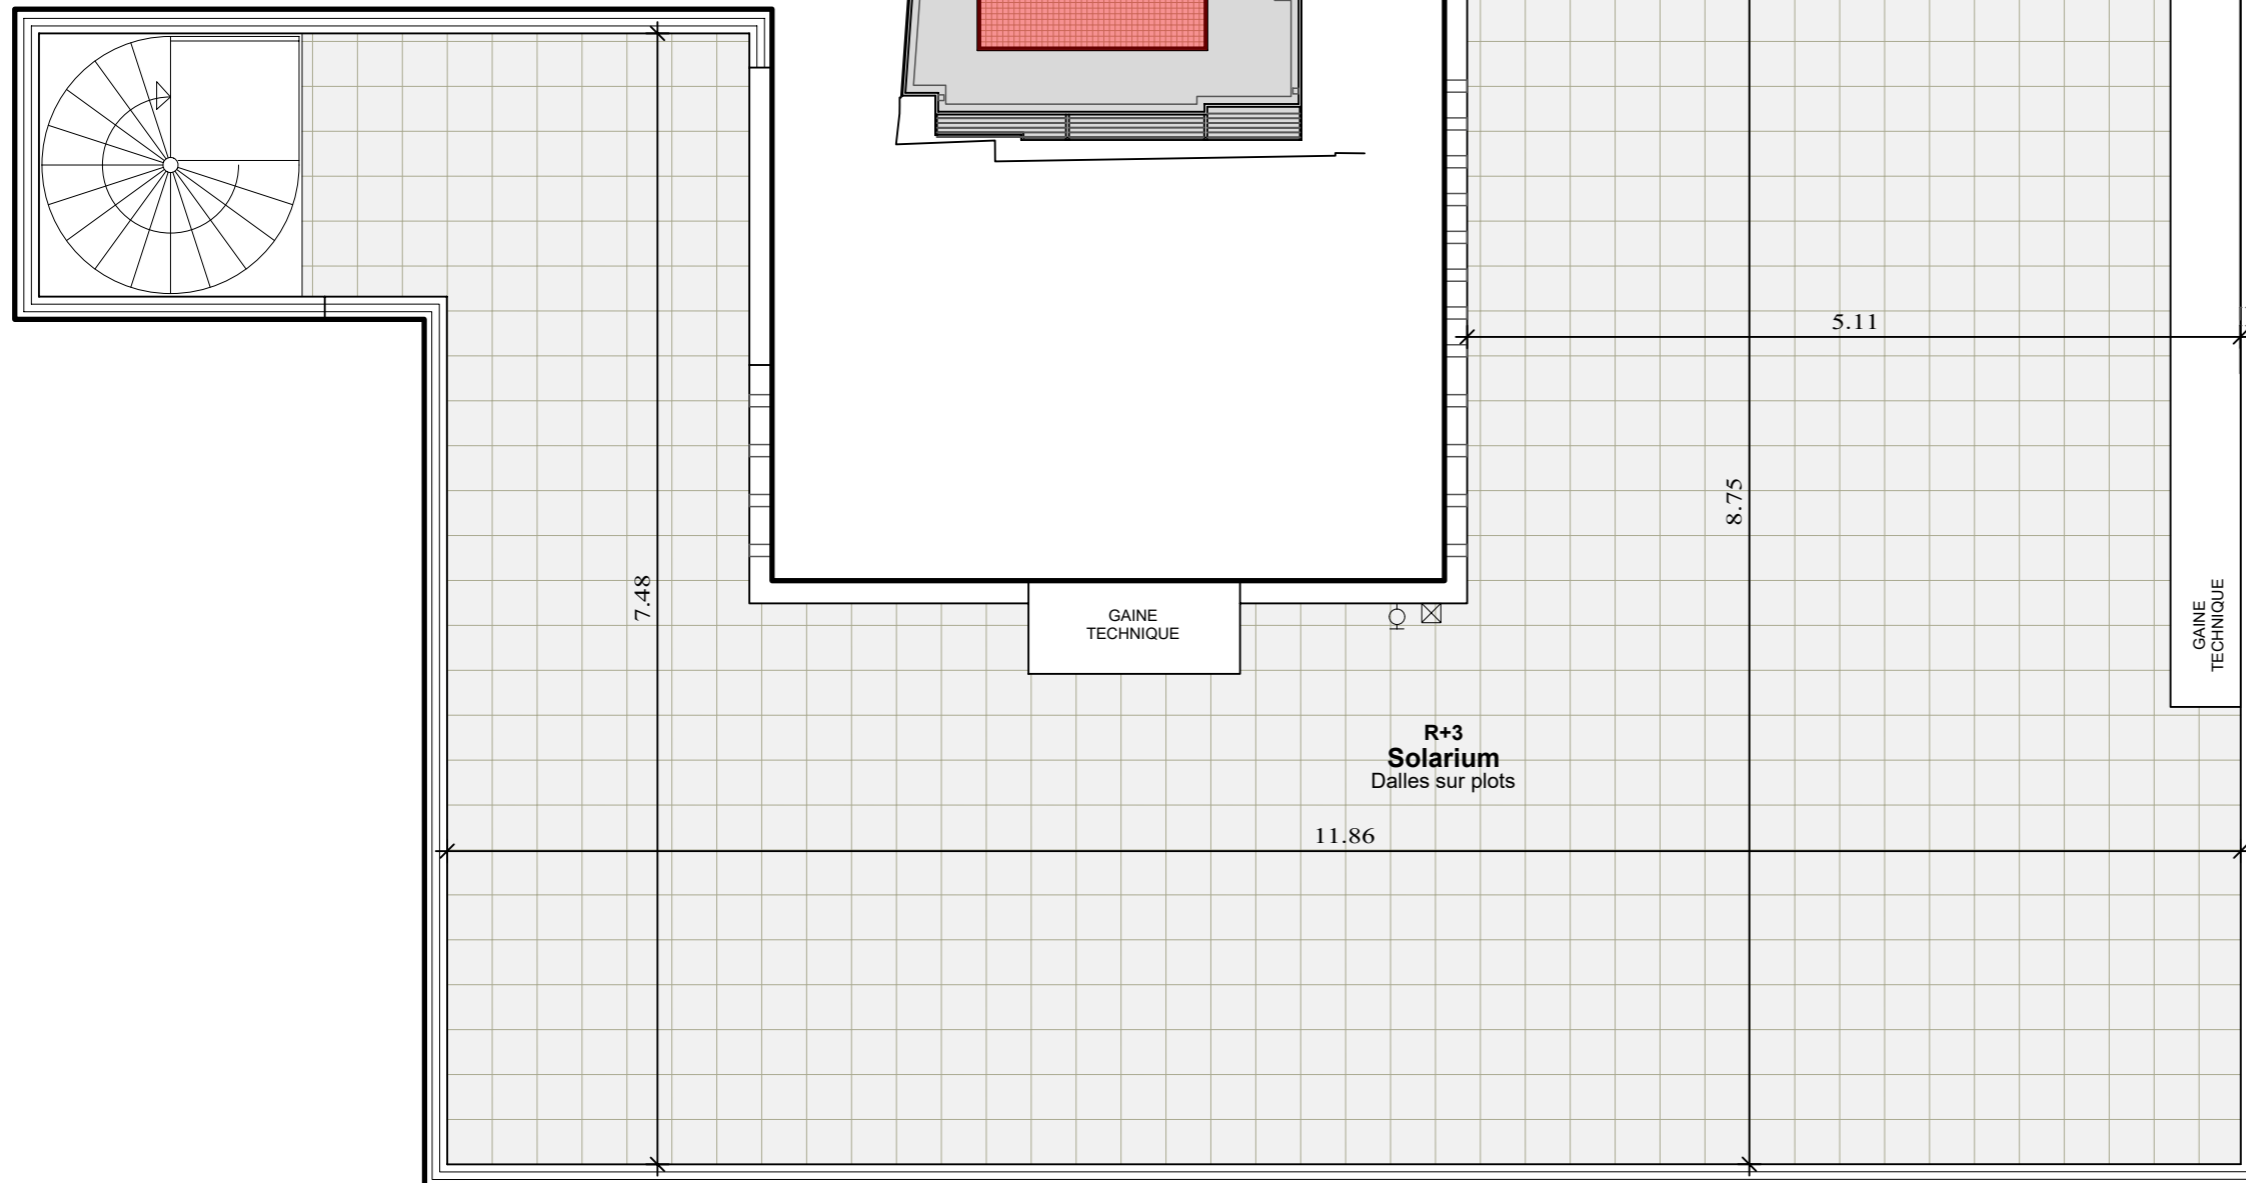 5.11
8.75
7.48
GAINE
TECHNIQUE
GAINE
TECHNIQUE
R+3
Solarium
Dalles sur plots
11.86